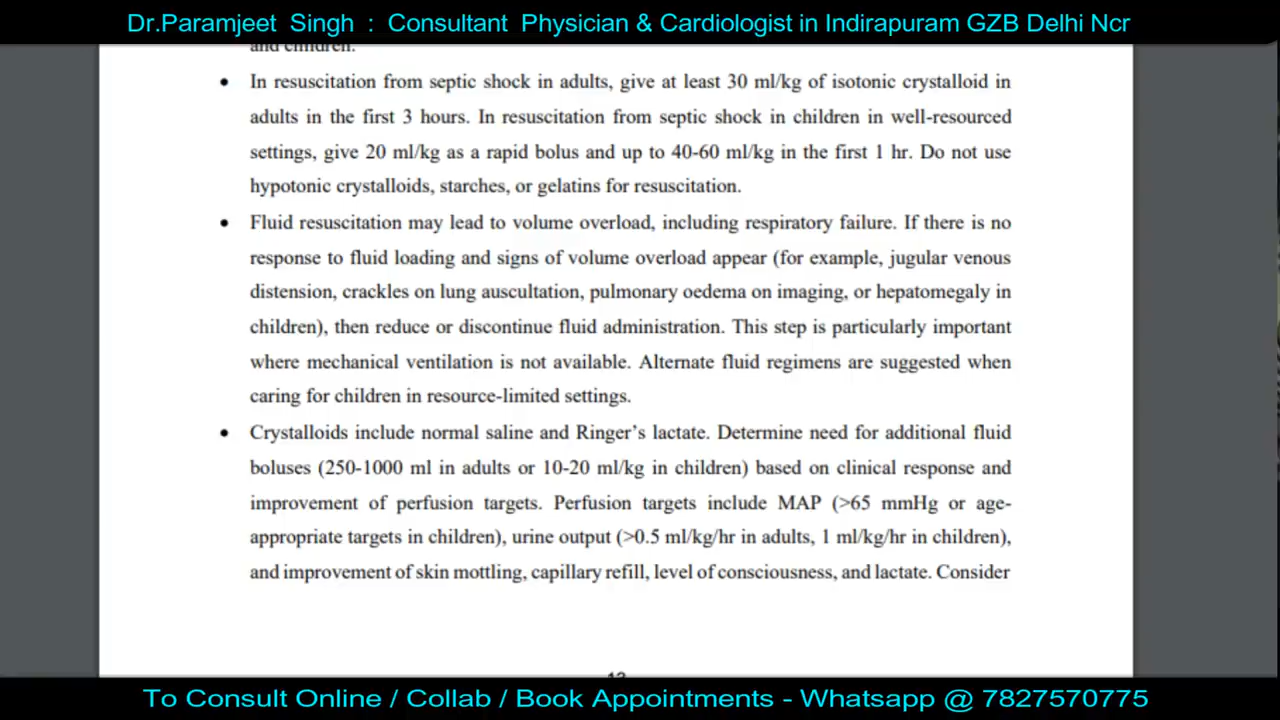 Dr.Paramjeet Singh : Consultant Physician & Cardiologist in Indirapuram GZB Delhi Ncr
and children.
• In resuscitation from septic shock in adults, give at least 30 ml/kg of isotonic crystalloid in
adults in the first 3 hours. In resuscitation from septic shock in children in well-resourced
settings, give 20 ml/kg as a rapid bolus and up to 40-60 ml/kg in the first 1 hr. Do not use
hypotonic crystalloids, starches, or gelatins for resuscitation.
• Fluid resuscitation may lead to volume overload, including respiratory failure. If there is no
response to fluid loading and signs of volume overload appear (for example, jugular venous
distension, crackles on lung auscultation, pulmonary oedema on imaging, or hepatomegaly in
children), then reduce or discontinue fluid administration. This step is particularly important
where mechanical ventilation is not available. Alternate fluid regimens are suggested when
caring for children in resource-limited settings.
• Crystalloids include normal saline and Ringer’s lactate. Determine need for additional fluid
boluses (250-1000 ml in adults or 10-20 ml/kg in children) based on clinical response and
improvement of perfusion targets. Perfusion targets include MAP (>65 mmHg or age-
appropriate targets in children), urine output (>0.5 ml/kg/hr in adults, 1 ml/kg/hr in children),
and improvement of skin mottling, capillary refill, level of consciousness, and lactate. Consider
To Consult Online / Collab / Book Appointments - Whatsapp @ 7827570775